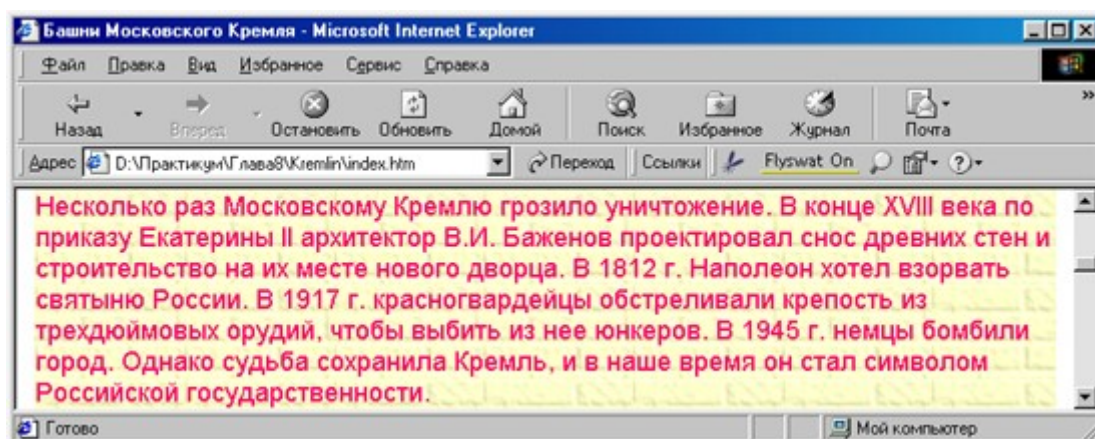 Башни Московского Кремля - Microsoft Internet Explorer
Файл Правка Вид Избранное Сервис Справка
Назад Вперед Остановить Обновить Домой Поиск Избранное Журнал Почта »
Адрес D:\Практикум\Глава8\Kremlin\index.htm Переход Ссылки Flyswat On
Несколько раз Московскому Кремлю грозило уничтожение. В конце XVIII века по
приказу Екатерины II архитектор В.И. Баженов проектировал снос древних стен и
строительство на их месте нового дворца. В 1812 г. Наполеон хотел взорвать
святыню России. В 1917 г. красногвардейцы обстреливали крепость из
трехдюймовых орудий, чтобы выбить из нее юнкеров. В 1945 г. немцы бомбили
город. Однако судьба сохранила Кремль, и в наше время он стал символом
Российской государственности.
Готово Мой компьютер